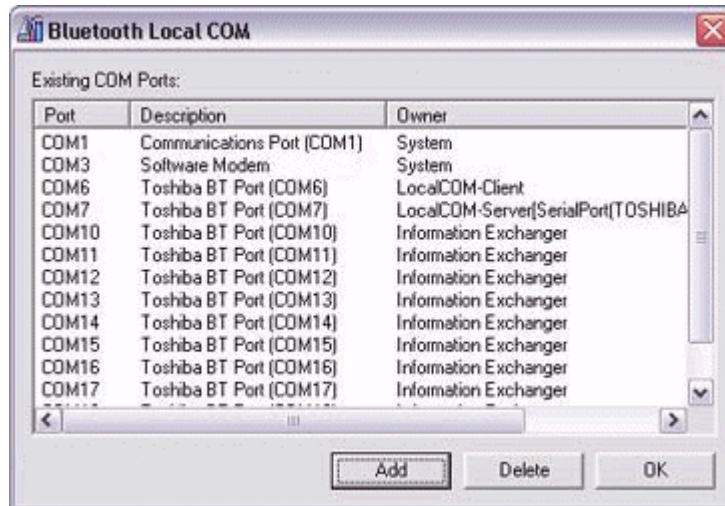 Bluetooth Local COM
Existing COM Ports:
Port Description Owner
COM1 Communications Port (COM1) System
COM3 Software Modem System
COM6 Toshiba BT Port (COM6) LocalCOM-Client
COM7 Toshiba BT Port (COM7) LocalCOM-Server(SerialPort(TOSHIBA
COM10 Toshiba BT Port (COM10) Information Exchanger
COM11 Toshiba BT Port (COM11) Information Exchanger
COM12 Toshiba BT Port (COM12) Information Exchanger
COM13 Toshiba BT Port (COM13) Information Exchanger
COM14 Toshiba BT Port (COM14) Information Exchanger
COM15 Toshiba BT Port (COM15) Information Exchanger
COM16 Toshiba BT Port (COM16) Information Exchanger
COM17 Toshiba BT Port (COM17) Information Exchanger
Add Delete OK